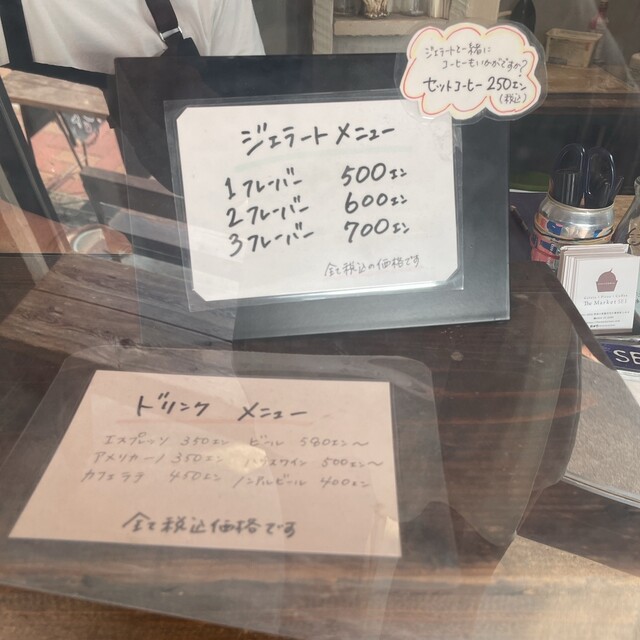 ジェラートと一緒に
コーヒーもいかがですか?
セットコーヒー 250エン
(税込)
ジェラート メニュー
1フレーバー 500エン
2フレーバー 600エン
3フレーバー 700エン
全て税込の価格です
ドリンク メニュー
エスプレッソ 350エン ビール 580エン〜
アメリカーノ 350エン ワイン 500エン〜
カフェラテ 450エン ノンアルビール 400エン
全て税込価格です
By MakeriE
SE